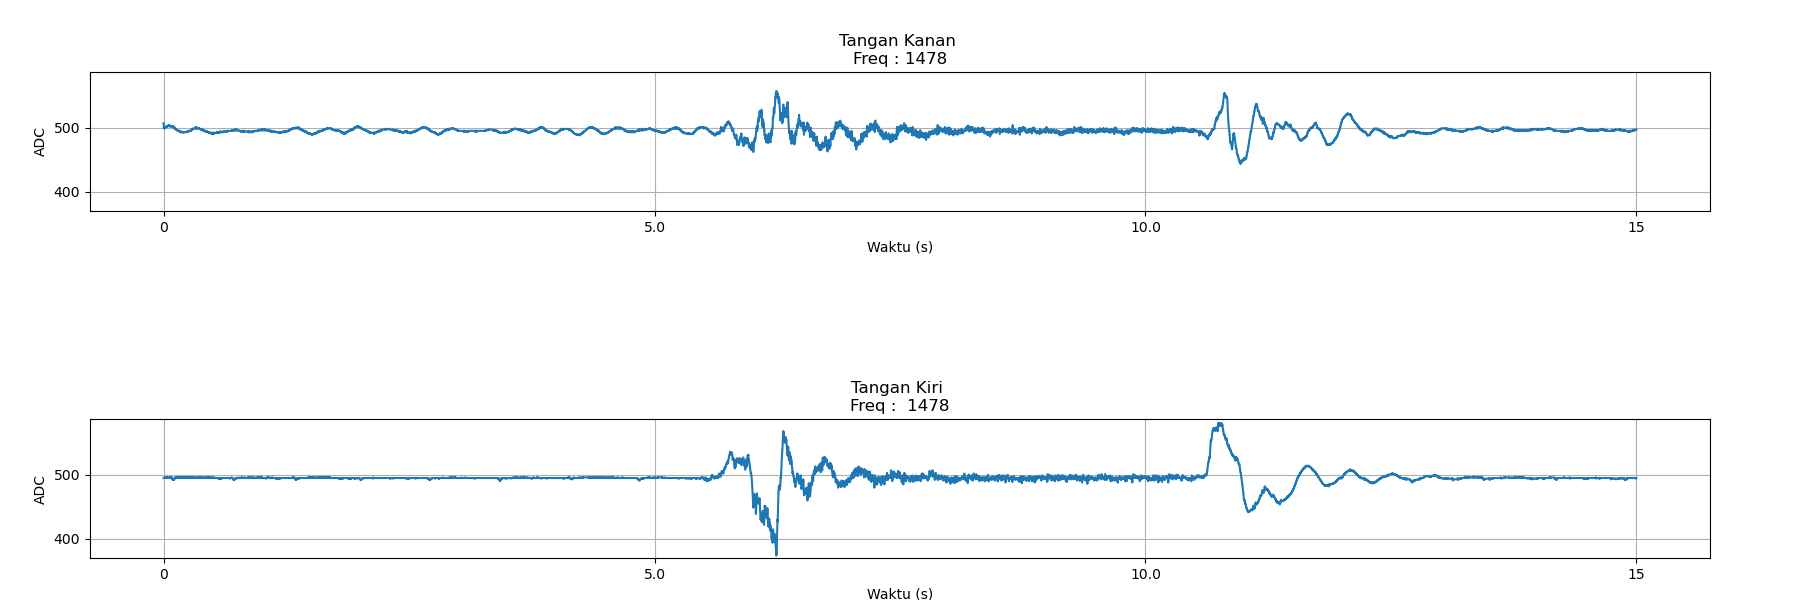 Tangan Kanan
Freq : 1478
ADC
500
400
0
5.0
10.0
15
Waktu (s)
Tangan Kiri
Freq :  1478
ADC
500
400
0
5.0
10.0
15
Waktu (s)